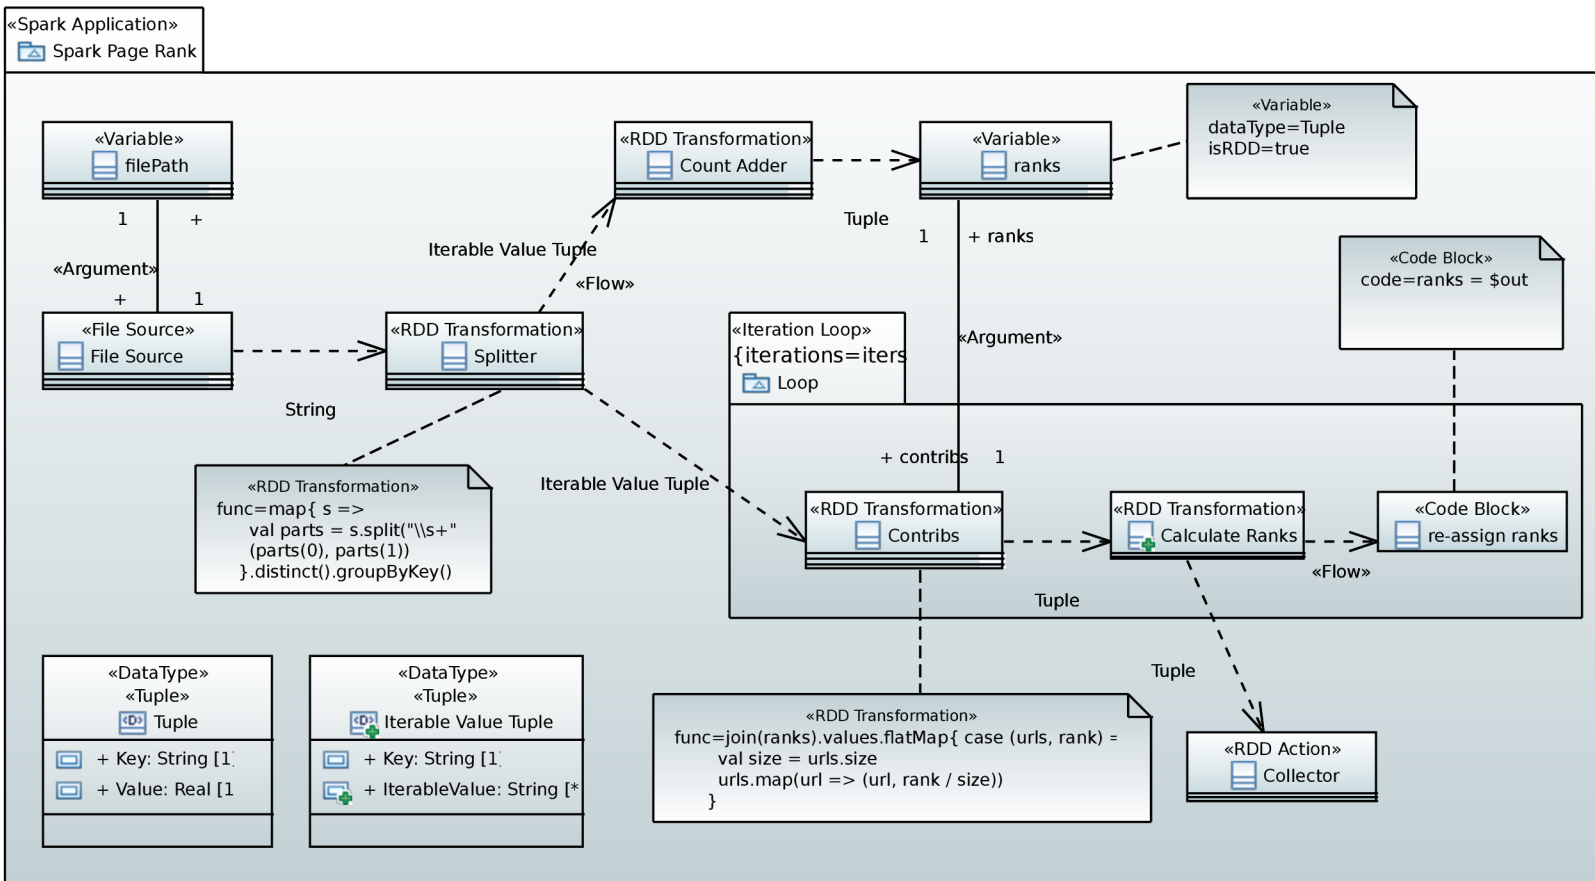 «Spark Application»
Spark Page Rank
«Variable»
filePath
1 +
«Argument»
+ 1
«File Source»
File Source
String
«RDD Transformation»
Splitter
Iterable Value Tuple
«Flow»
«RDD Transformation»
Count Adder
Tuple
«Variable»
ranks
«Variable»
dataType=Tuple
isRDD=true
1 + ranks
«Argument»
+ contribs 1
«Code Block»
code=ranks = $out
«Iteration Loop»
{iterations=iters
Loop
Iterable Value Tuple
«RDD Transformation»
func=map{ s =>
val parts = s.split("\\s+"
(parts(0), parts(1))
}.distinct().groupByKey()
«RDD Transformation»
Contribs
Tuple
«RDD Transformation»
Calculate Ranks
«Flow»
«Code Block»
re-assign ranks
Tuple
«DataType»
«Tuple»
Tuple
+ Key: String [1]
+ Value: Real [1
«DataType»
«Tuple»
Iterable Value Tuple
+ Key: String [1]
+ IterableValue: String [*
«RDD Transformation»
func=join(ranks).values.flatMap{ case (urls, rank) =
val size = urls.size
urls.map(url => (url, rank / size))
}
«RDD Action»
Collector